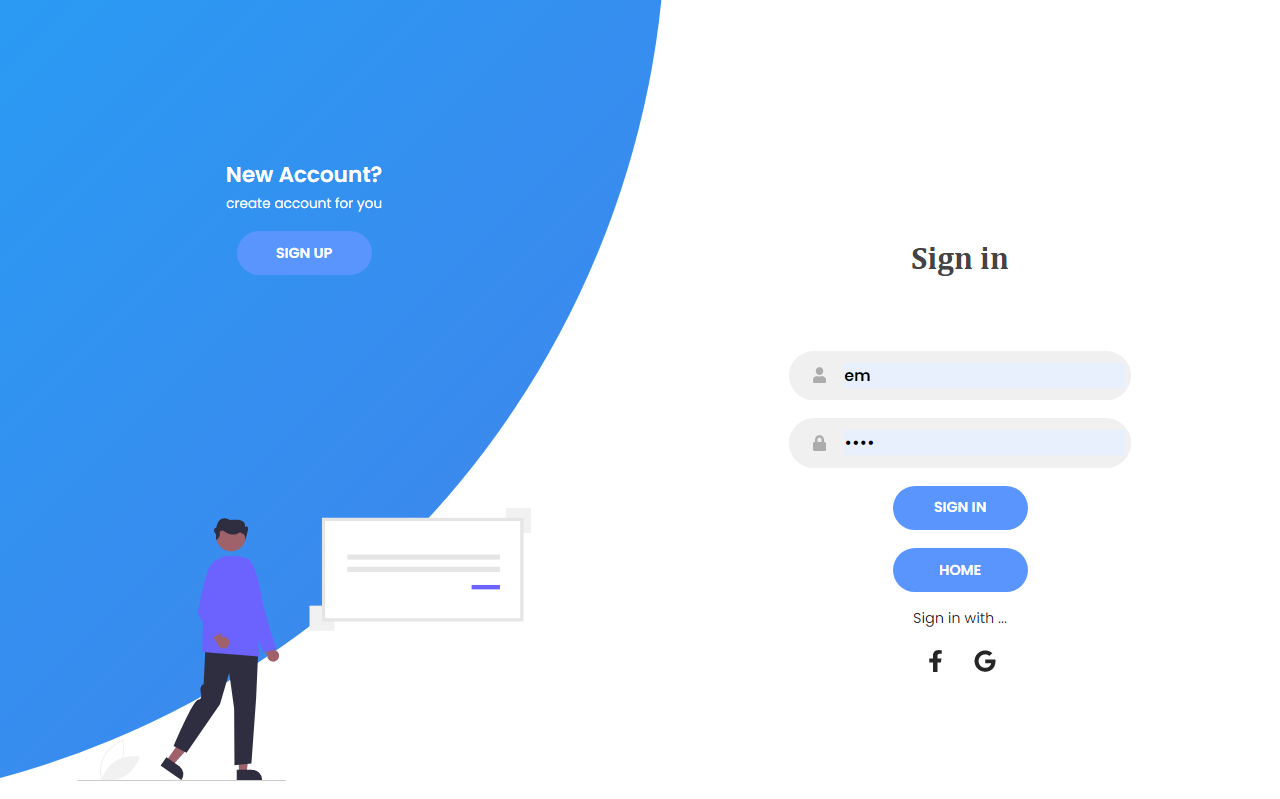 New Account?
create account for you
SIGN UP
Sign in
em
••••
SIGN IN
HOME
Sign in with ...